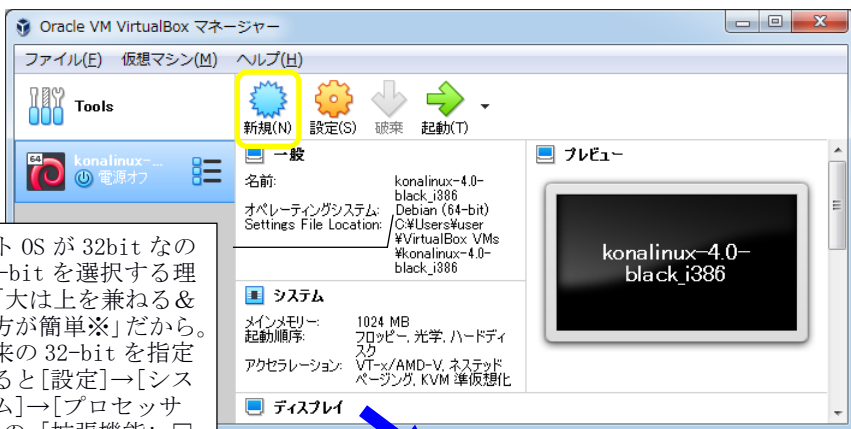 Oracle VM VirtualBox マネージャー
ファイル(F) 仮想マシン(M) ヘルプ(H)
Tools
新規(N) 設定(S) 破棄 起動(T)
64
konalinux-...
電源オフ
一般
名前: konalinux-4.0-
black_i386
オペレーティングシステム: Debian (64-bit)
Settings File Location: C:¥Users¥user
¥VirtualBox VMs
¥konalinux-4.0-
black_i386
システム
メインメモリー: 1024 MB
起動順序: フロッピー, 光学, ハードディ
スク
アクセラレーション: VT-x/AMD-V, ネステッド
ページング, KVM 準仮想化
ディスプレイ
プレビュー
konalinux-4.0-
black_i386
ト OS が 32bit なの
-bit を選択する理
「大は上を兼ねる＆
方が簡単※」だから。
来の 32-bit を指定
ると[設定]→[シス
ム]→[プロセッサ
の「拡張機能: □